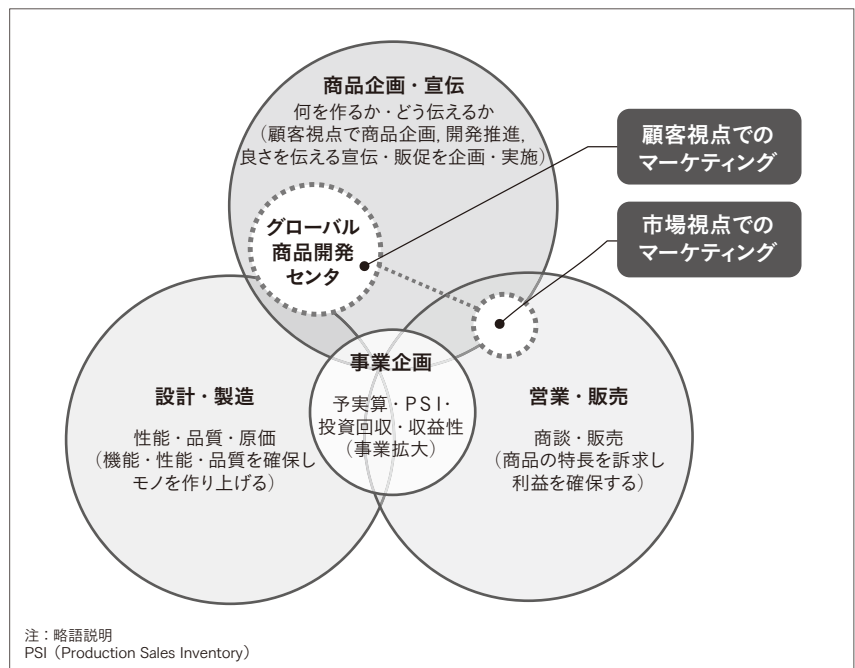 商品企画・宣伝
何を作るか・どう伝えるか
（顧客視点で商品企画, 開発推進,
良さを伝える宣伝・販促を企画・実施）
顧客視点での
マーケティング
市場視点での
マーケティング
グローバル
商品開発
センタ
事業企画
予実算・PSI・
投資回収・収益性
（事業拡大）
設計・製造
性能・品質・原価
（機能・性能・品質を確保し
モノを作り上げる）
営業・販売
商談・販売
（商品の特長を訴求し
利益を確保する）
注：略語説明
PSI（Production Sales Inventory）